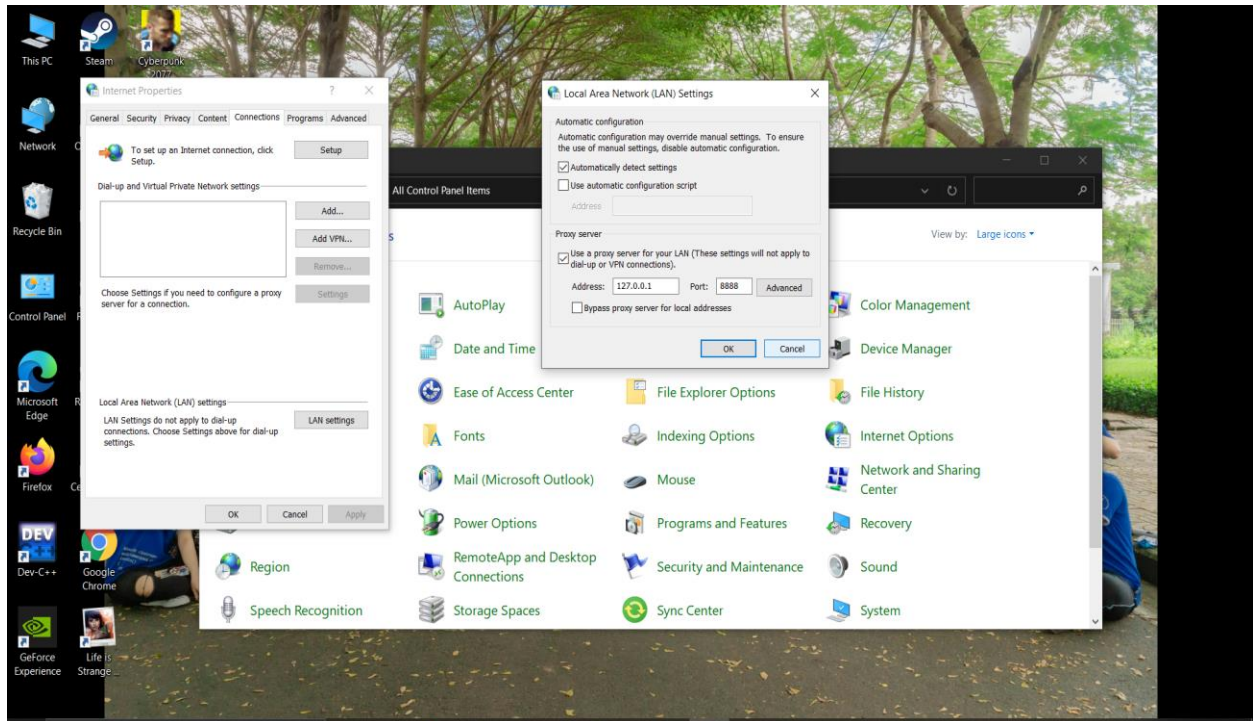 This PC
Steam
Cyberpunk
2077
Network
Recycle Bin
Control Panel
Microsoft
Edge
Firefox
Dev-C++
Google
Chrome
GeForce
Experience
Life is
Strange ...
Internet Properties
?
General Security Privacy Content Connections Programs Advanced
To set up an Internet connection, click
Setup.
Setup
Dial-up and Virtual Private Network settings
Add...
Add VPN...
Remove...
Choose Settings if you need to configure a proxy
server for a connection.
Settings
Local Area Network (LAN) settings
LAN Settings do not apply to dial-up
connections. Choose Settings above for dial-up
settings.
LAN settings
OK Cancel Apply
Local Area Network (LAN) Settings
Automatic configuration
Automatic configuration may override manual settings. To ensure
the use of manual settings, disable automatic configuration.
Automatically detect settings
Use automatic configuration script
Address
Proxy server
Use a proxy server for your LAN (These settings will not apply to
dial-up or VPN connections).
Address: 127.0.0.1 Port: 8888 Advanced
Bypass proxy server for local addresses
OK Cancel
All Control Panel Items
View by: Large icons
AutoPlay
Color Management
Date and Time
Device Manager
Ease of Access Center
File Explorer Options
File History
Fonts
Indexing Options
Internet Options
Mail (Microsoft Outlook)
Mouse
Network and Sharing
Center
Power Options
Programs and Features
Recovery
Region
RemoteApp and Desktop
Connections
Security and Maintenance
Sound
Speech Recognition
Storage Spaces
Sync Center
System